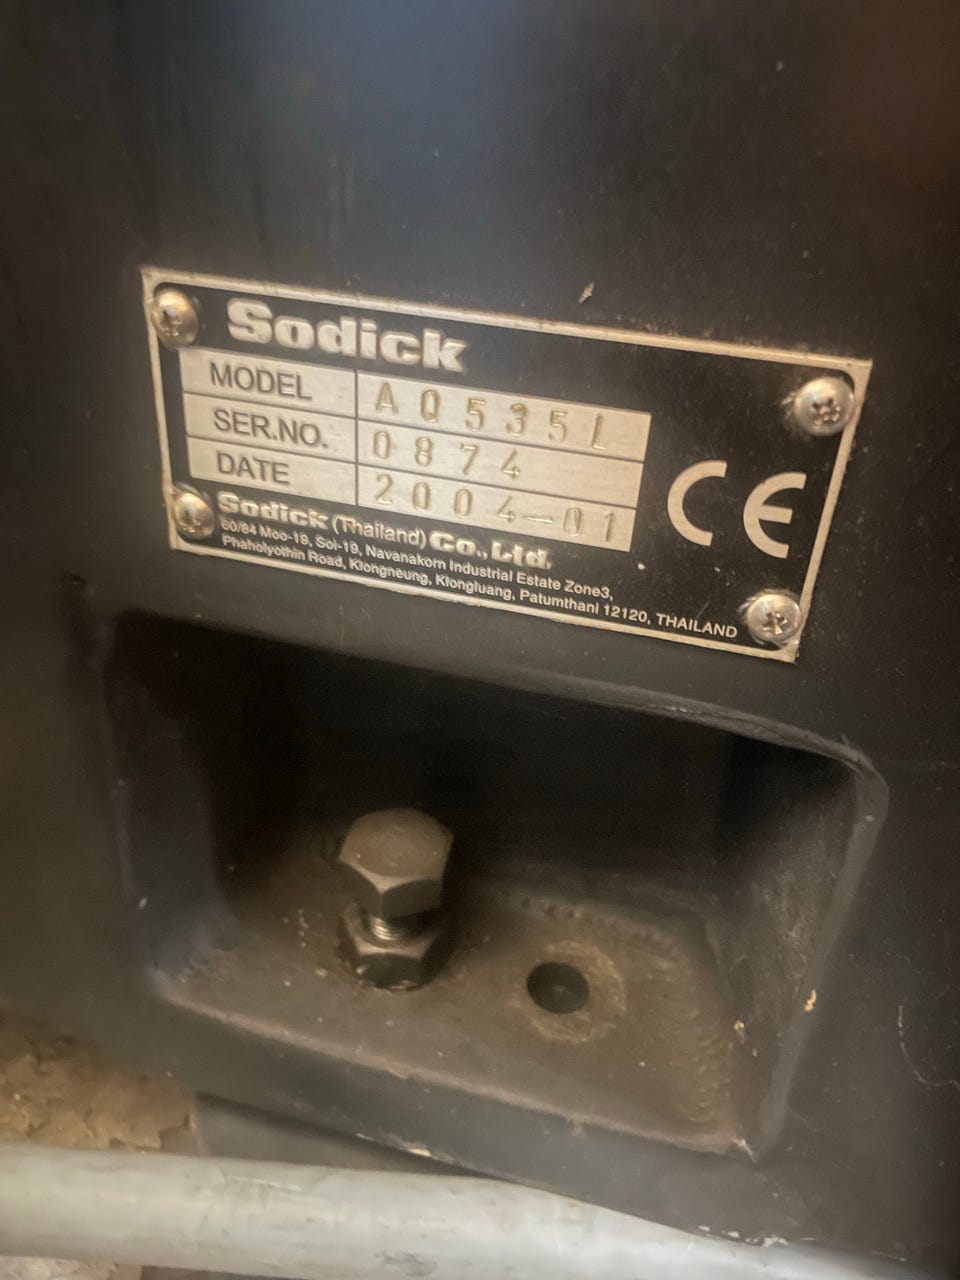 Sodick
MODEL AQ535L
SER.NO. 0874
DATE 2004-01
CE
Sodick (Thailand) Co., Ltd.
60/84 Moo-19, Soi-19, Navanakorn Industrial Estate Zone3,
Phaholyothin Road, Klongneung, Klongluang, Patumthani 12120, THAILAND